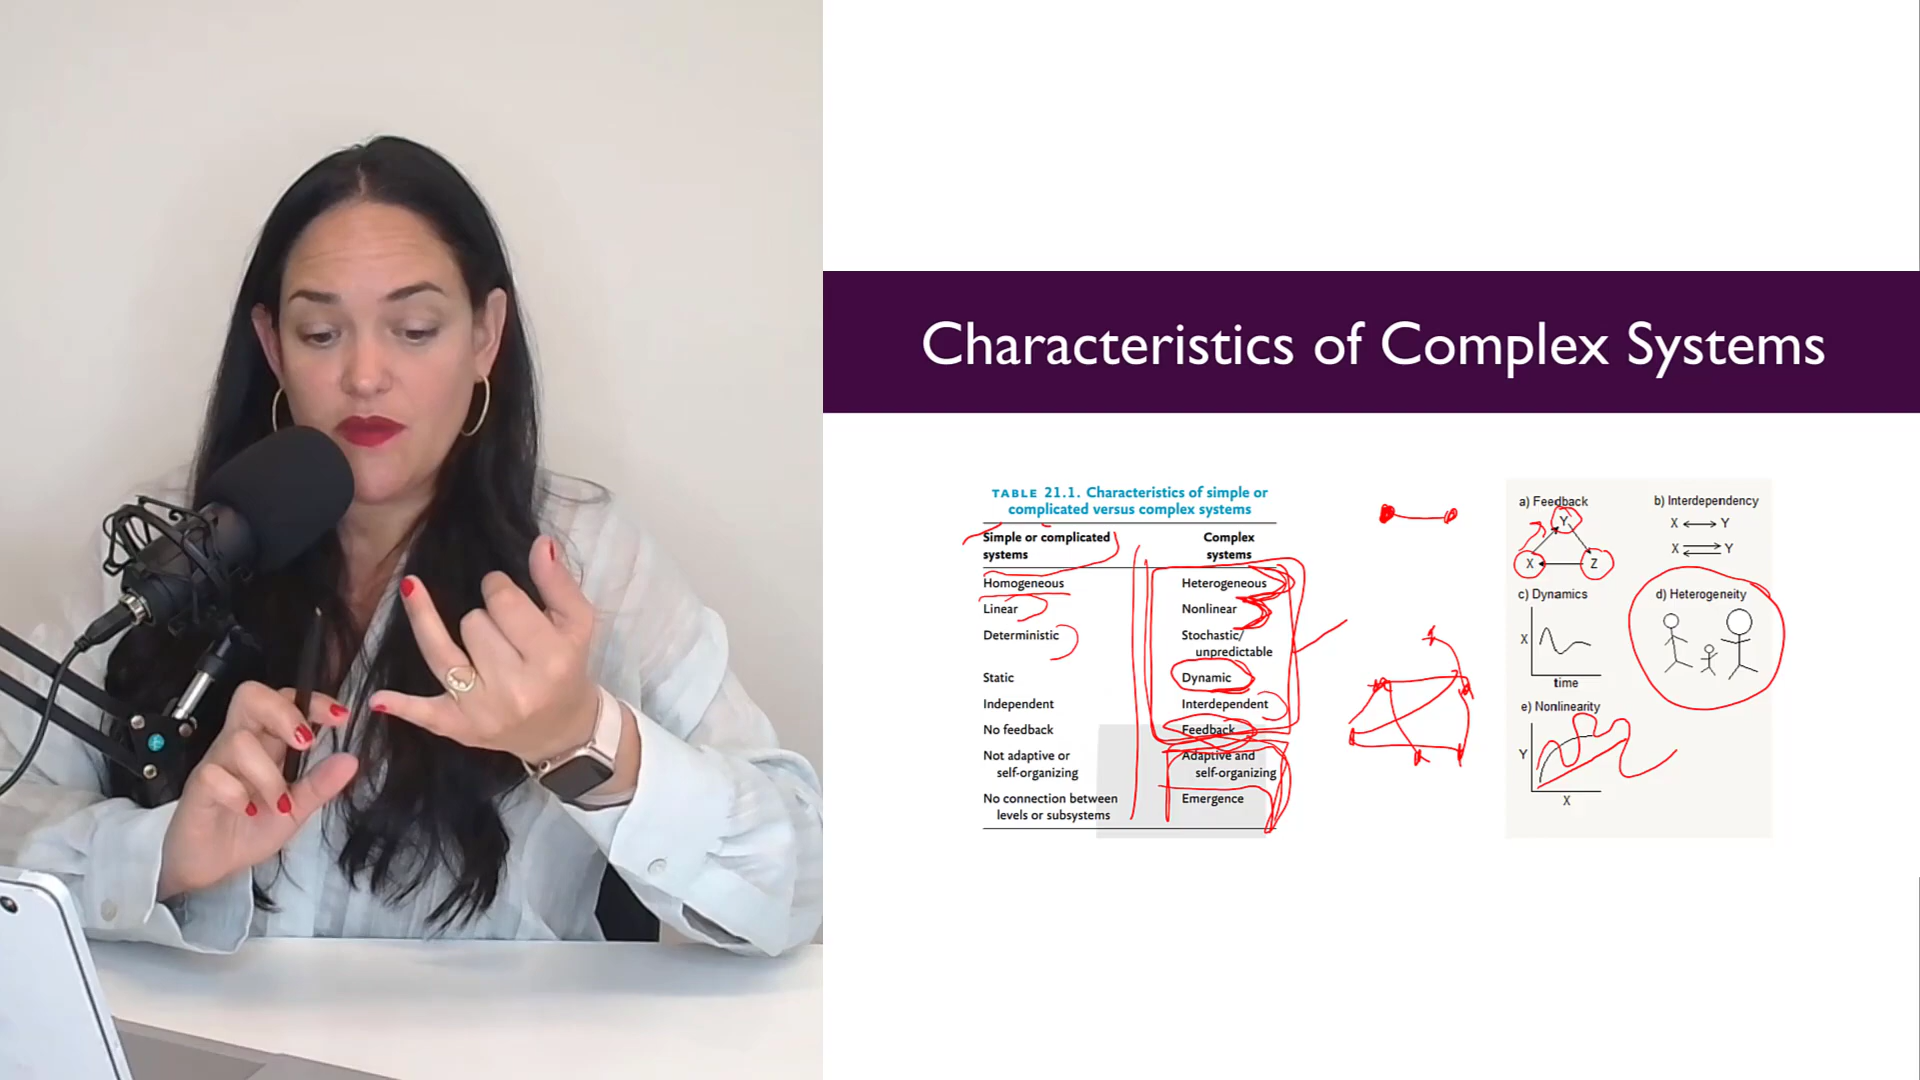 Characteristics of Complex Systems
TABLE 21.1. Characteristics of simple or
complicated versus complex systems
Simple or complicated
systems
Complex
systems
Homogeneous
Heterogeneous
Linear
Nonlinear
Deterministic
Stochastic/
unpredictable
Static
Dynamic
Independent
Interdependent
No feedback
Feedback
Not adaptive or
self-organizing
Adaptive and
self-organizing
No connection between
levels or subsystems
Emergence
a) Feedback
Y
X
Z
b) Interdependency
X Y
X Y
c) Dynamics
X
time
d) Heterogeneity
e) Nonlinearity
Y
X